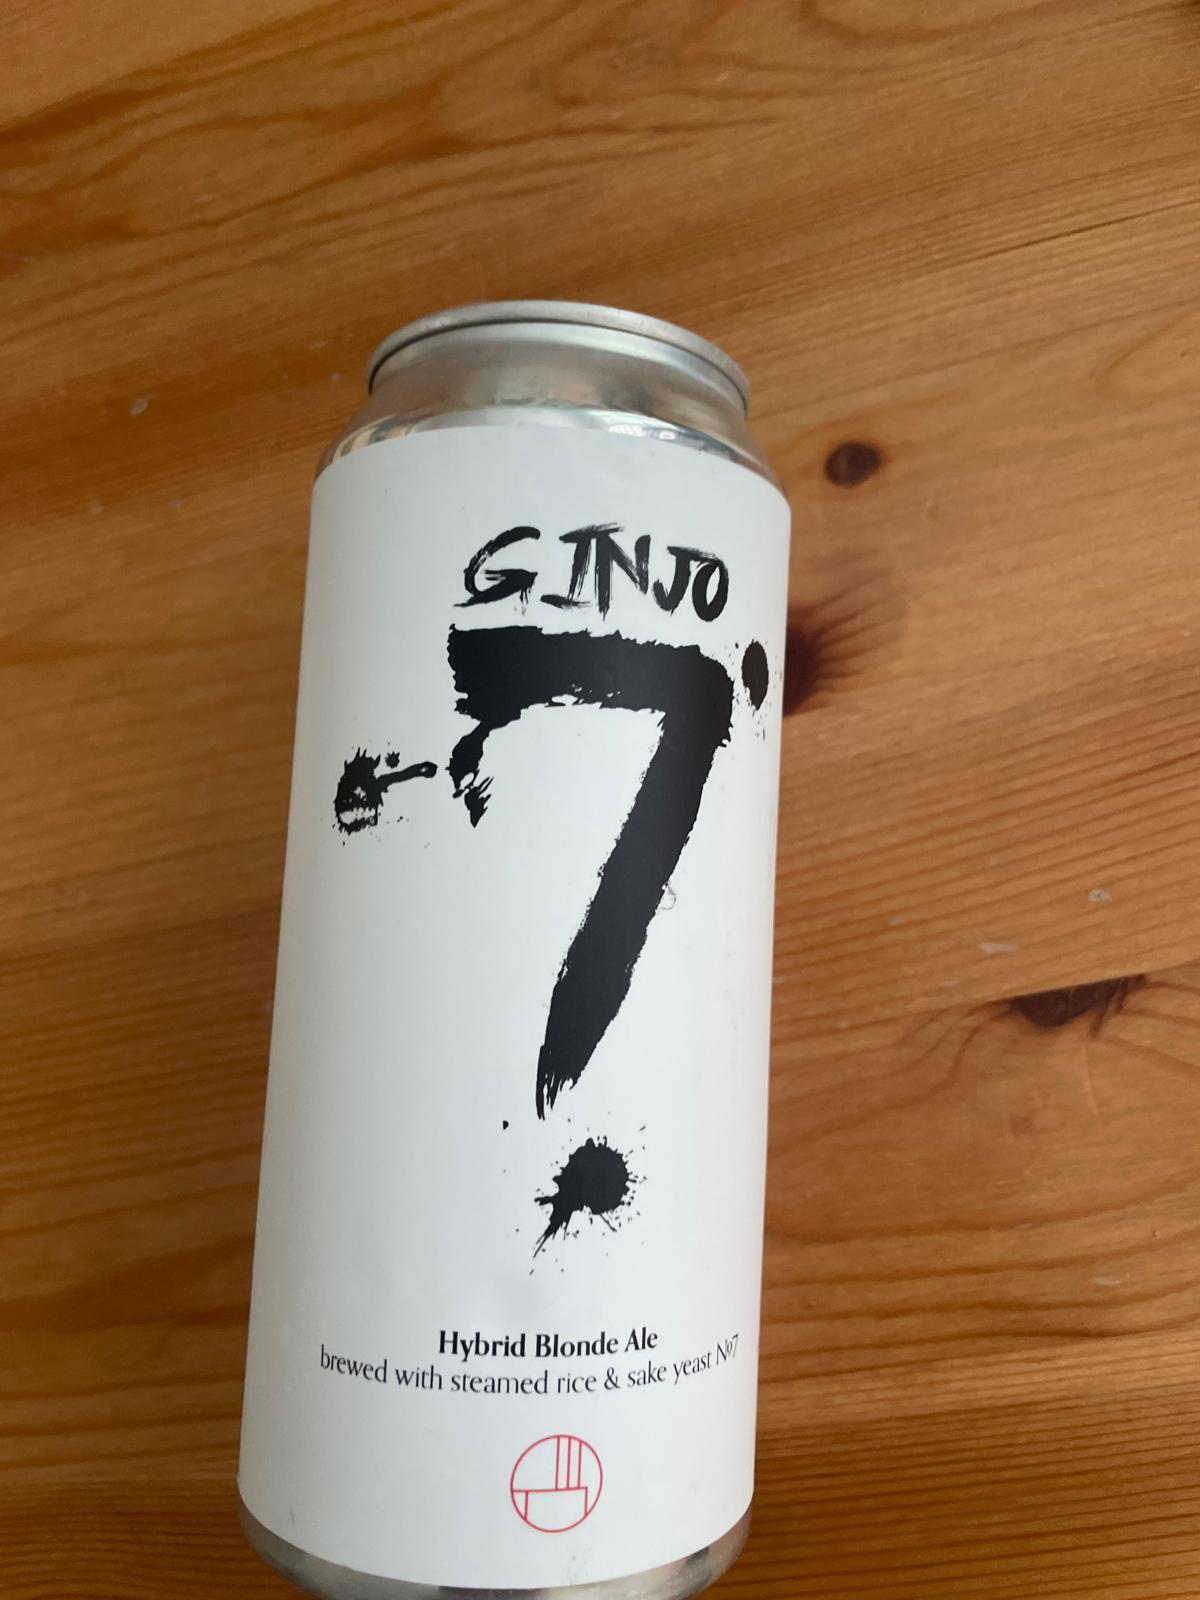 GINJO
7
Hybrid Blonde Ale
brewed with steamed rice & sake yeast №7